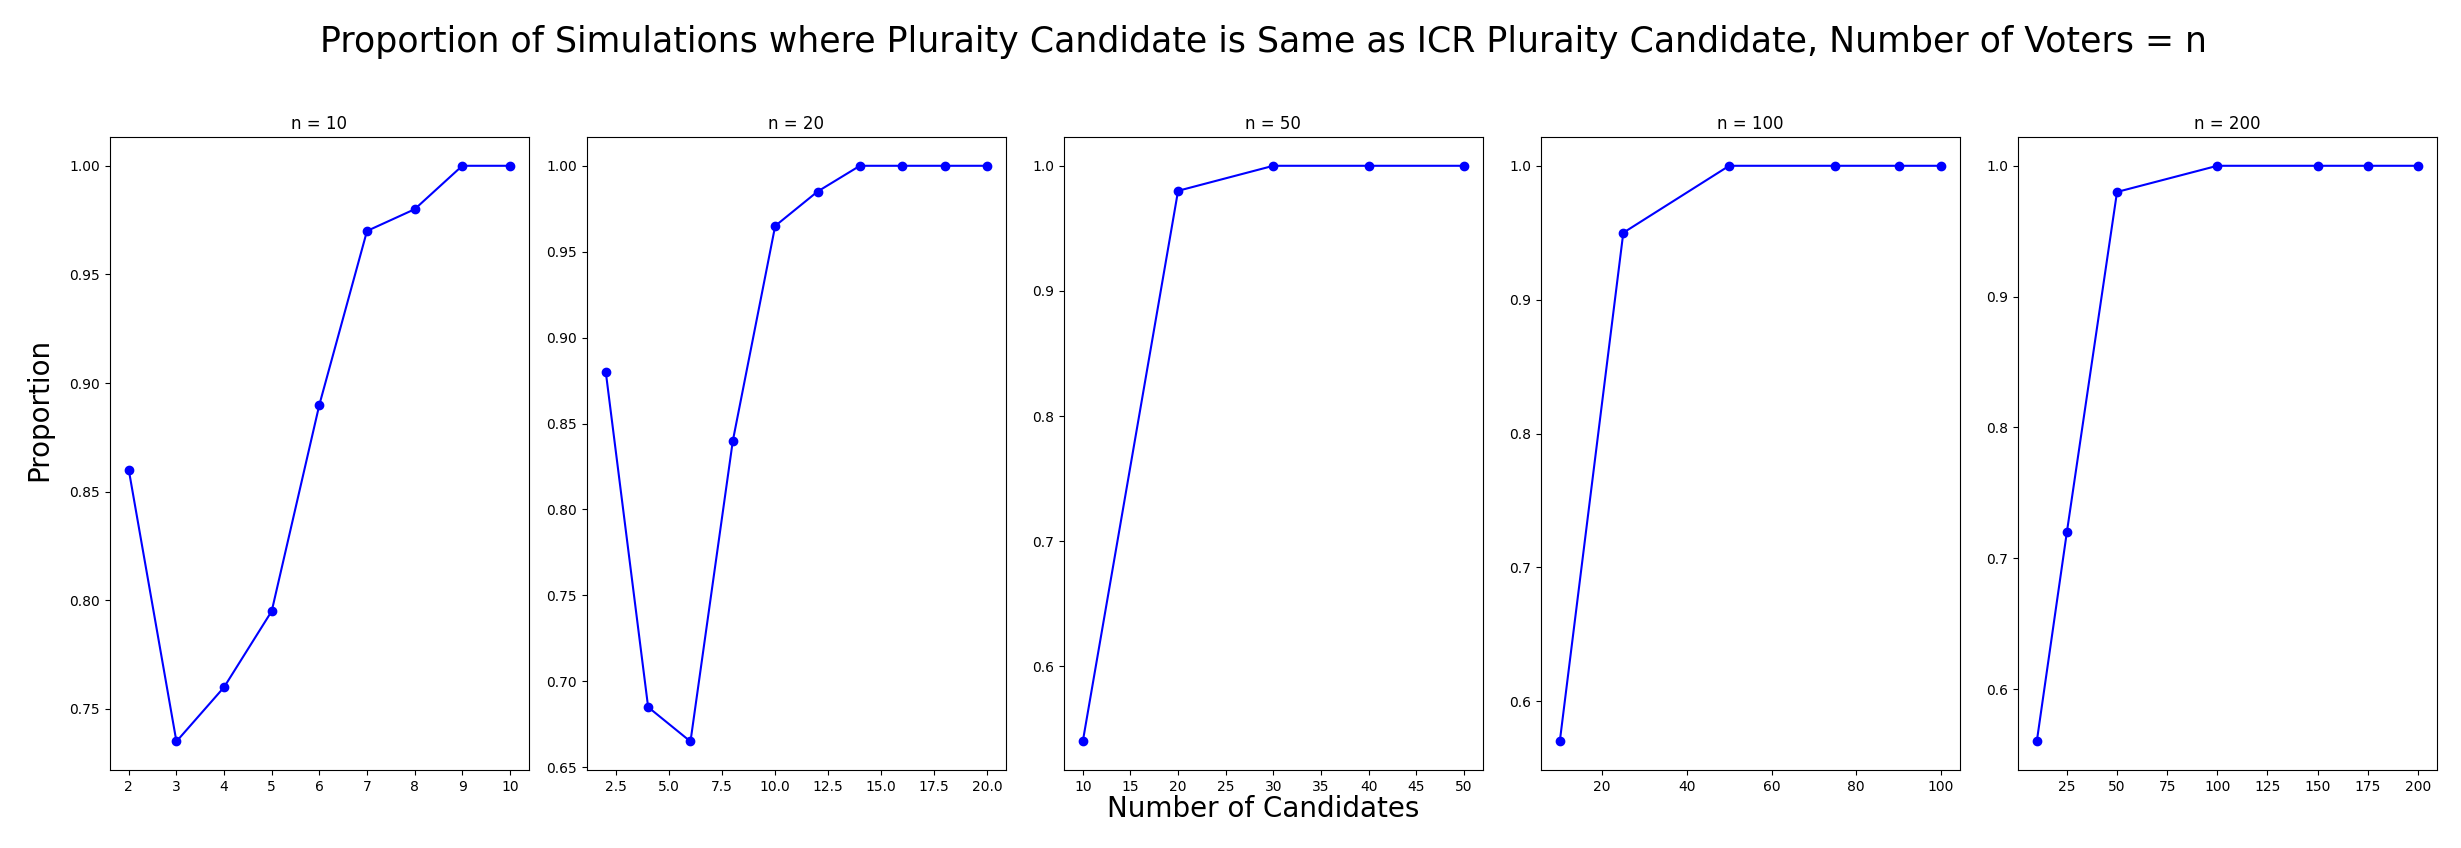 Proportion of Simulations where Pluraity Candidate is Same as ICR Pluraity Candidate, Number of Voters = n
n = 10
n = 20
n = 50
n = 100
n = 200
Proportion
1.00
0.95
0.90
0.85
0.80
0.75
2 3 4 5 6 7 8 9 10
1.00
0.95
0.90
0.85
0.80
0.75
0.70
0.65
2.5 5.0 7.5 10.0 12.5 15.0 17.5 20.0
1.0
0.9
0.8
0.7
0.6
10 15 20 25 30 35 40 45 50
1.0
0.9
0.8
0.7
0.6
20 40 60 80 100
1.0
0.9
0.8
0.7
0.6
25 50 75 100 125 150 175 200
Number of Candidates